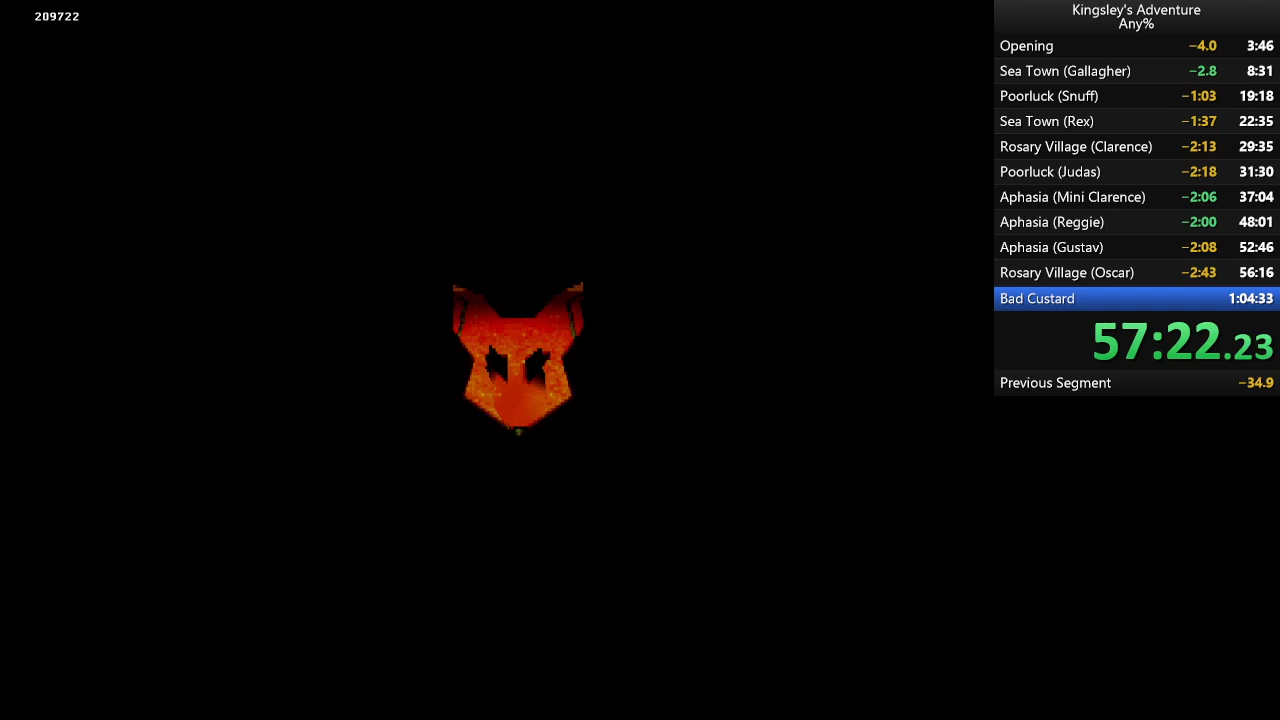 209722
Kingsley's Adventure
Any%
Opening −4.0 3:46
Sea Town (Gallagher) −2.8 8:31
Poorluck (Snuff) −1:03 19:18
Sea Town (Rex) −1:37 22:35
Rosary Village (Clarence) −2:13 29:35
Poorluck (Judas) −2:18 31:30
Aphasia (Mini Clarence) −2:06 37:04
Aphasia (Reggie) −2:00 48:01
Aphasia (Gustav) −2:08 52:46
Rosary Village (Oscar) −2:43 56:16
Bad Custard 1:04:33
57:22.23
Previous Segment −34.9